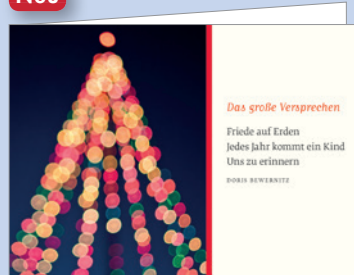 Das große Versprechen
Friede auf Erden
Jedes Jahr kommt ein Kind
Uns zu erinnern
DORIS BEWERNITZ